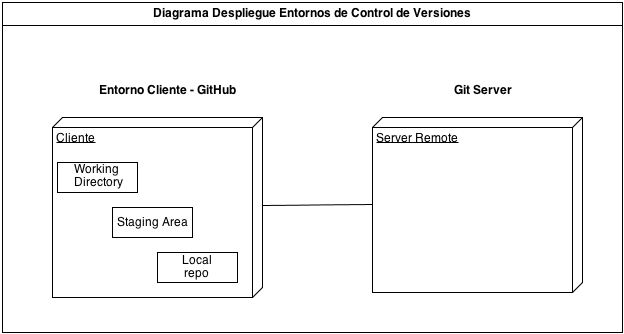 Diagrama Despliegue Entornos de Control de Versiones
Entorno Cliente - GitHub
Git Server
Cliente
Working
Directory
Staging Area
Local
repo
Server Remote